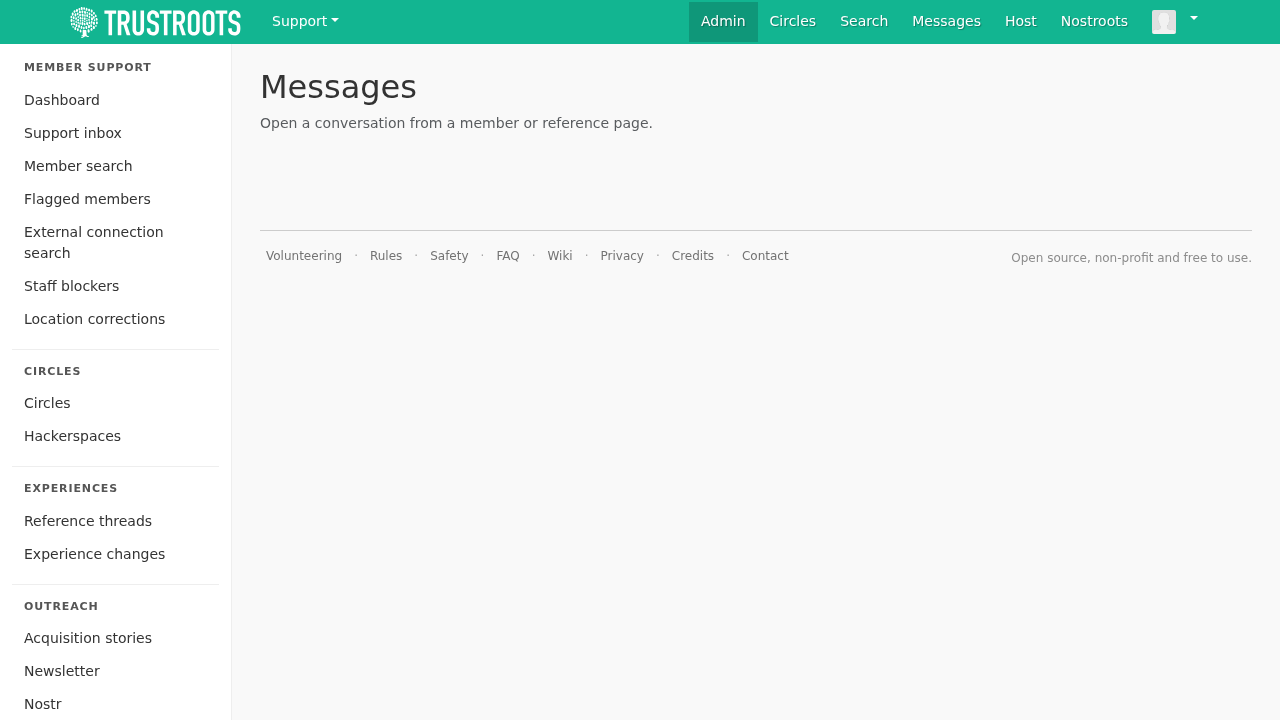 TRUSTROOTS Support Admin Circles Search Messages Host Nostroots
MEMBER SUPPORT
Dashboard
Support inbox
Member search
Flagged members
External connection
search
Staff blockers
Location corrections
CIRCLES
Circles
Hackerspaces
EXPERIENCES
Reference threads
Experience changes
OUTREACH
Acquisition stories
Newsletter
Nostr
Messages
Open a conversation from a member or reference page.
Volunteering · Rules · Safety · FAQ · Wiki · Privacy · Credits · Contact
Open source, non-profit and free to use.